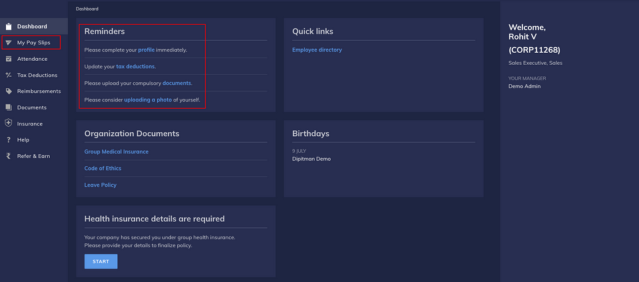 Dashboard
My Pay Slips
Attendance
Tax Deductions
Reimbursements
Documents
Insurance
Help
Refer & Earn
Dashboard
Reminders
Please complete your profile immediately.
Update your tax deductions.
Please upload your compulsory documents.
Please consider uploading a photo of yourself.
Quick links
Employee directory
Organization Documents
Group Medical Insurance
Code of Ethics
Leave Policy
Birthdays
5 JULY
Dipitman Demo
Health insurance details are required
Your company has secured you under group health insurance.
Please provide your details to finalize policy.
START
Welcome,
Rohit V
(CORP11268)
Sales Executive, Sales
YOUR MANAGER
Demo Admin